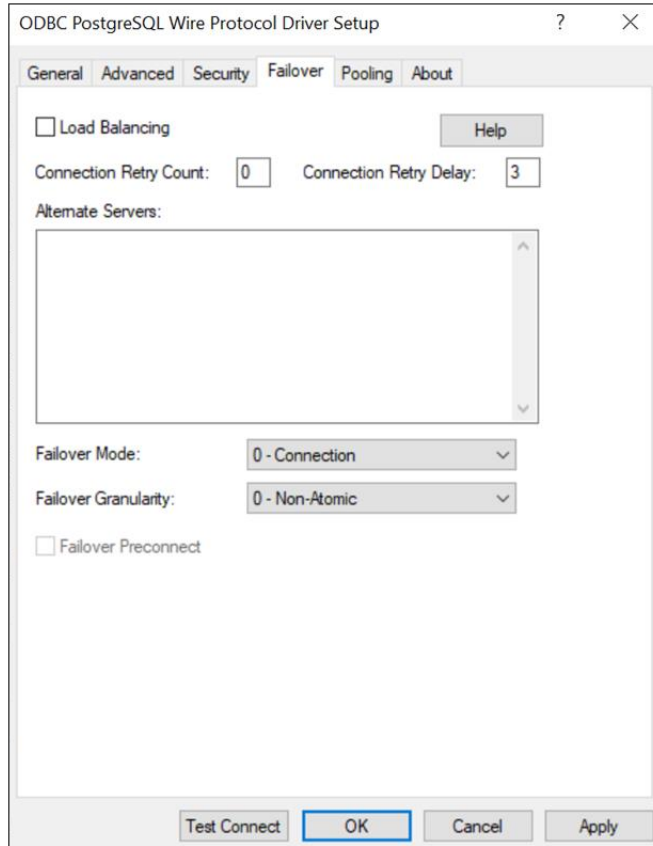 ODBC PostgreSQL Wire Protocol Driver Setup ? ✕
General Advanced Security Failover Pooling About
Load Balancing Help
Connection Retry Count: 0 Connection Retry Delay: 3
Alternate Servers:
Failover Mode: 0 - Connection
Failover Granularity: 0 - Non-Atomic
Failover Preconnect
Test Connect OK Cancel Apply